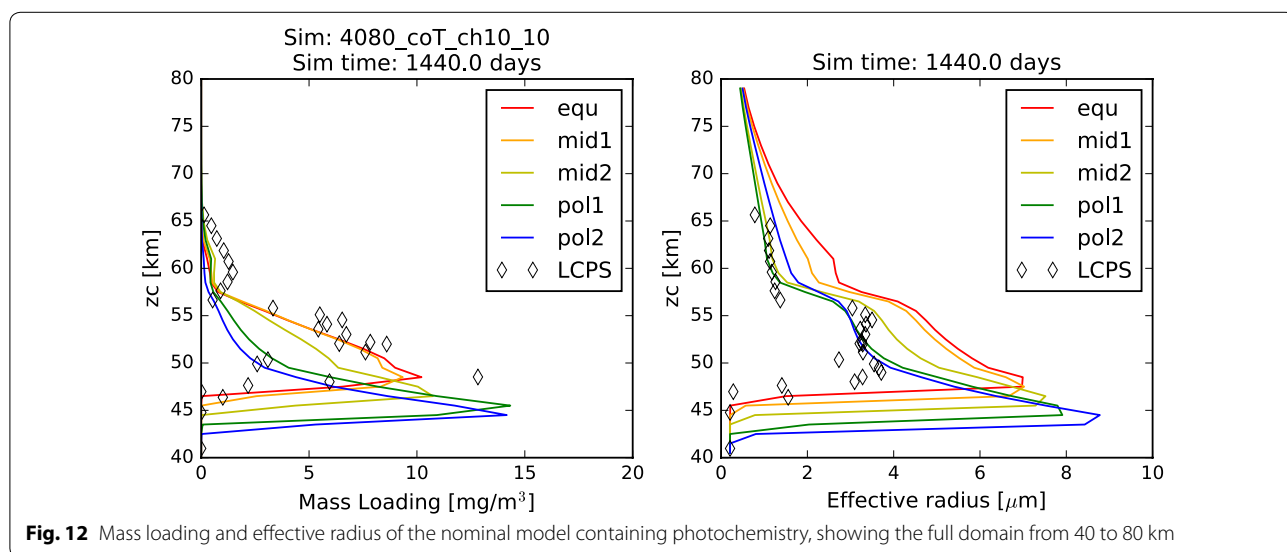 Sim: 4080_coT_ch10_10
Sim time: 1440.0 days
80
75
70
65
60
55
50
45
40
zc [km]
0
5
10
15
20
Mass Loading [mg/m³]
equ
mid1
mid2
pol1
pol2
LCPS
Sim time: 1440.0 days
80
75
70
65
60
55
50
45
40
zc [km]
0
2
4
6
8
10
Effective radius [μm]
equ
mid1
mid2
pol1
pol2
LCPS
Fig. 12 Mass loading and effective radius of the nominal model containing photochemistry, showing the full domain from 40 to 80 km